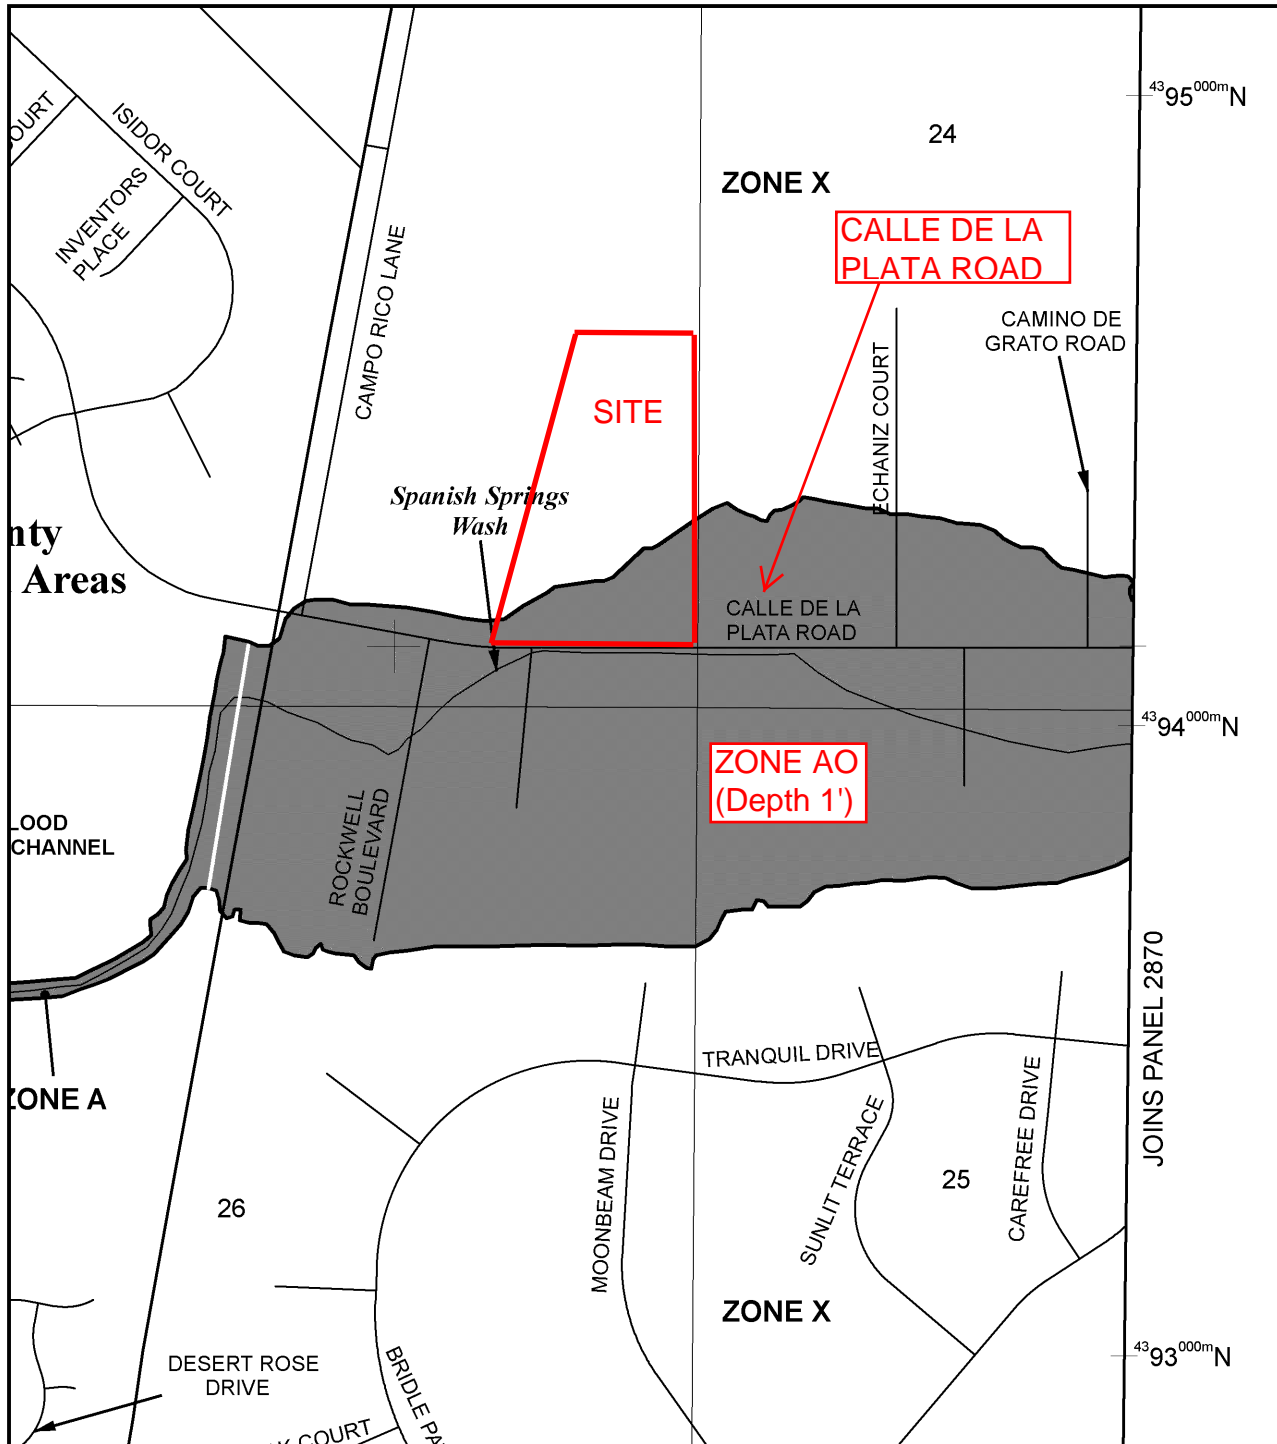 4395000mN
24
ZONE X
ISIDOR COURT
COURT
INVENTORS
PLACE
CAMPO RICO LANE
CALLE DE LA
PLATA ROAD
CAMINO DE
GRATO ROAD
ECHANIZ COURT
SITE
Spanish Springs
Wash
nty
Areas
CALLE DE LA
PLATA ROAD
4394000mN
ZONE AO
(Depth 1')
LOOD
CHANNEL
ROCKWELL
BOULEVARD
JOINS PANEL 2870
ZONE A
TRANQUIL DRIVE
MOONBEAM DRIVE
SUNLIT TERRACE
CAREFREE DRIVE
25
26
ZONE X
4393000mN
DESERT ROSE
DRIVE
BRIDLE PA
K COURT